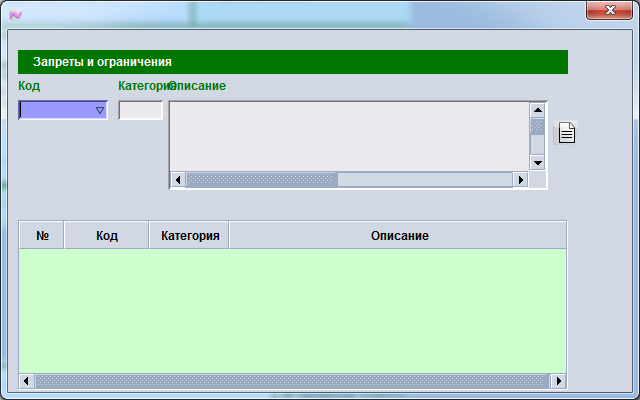 Запреты и ограничения
Код Категория Описание
№ Код Категория Описание